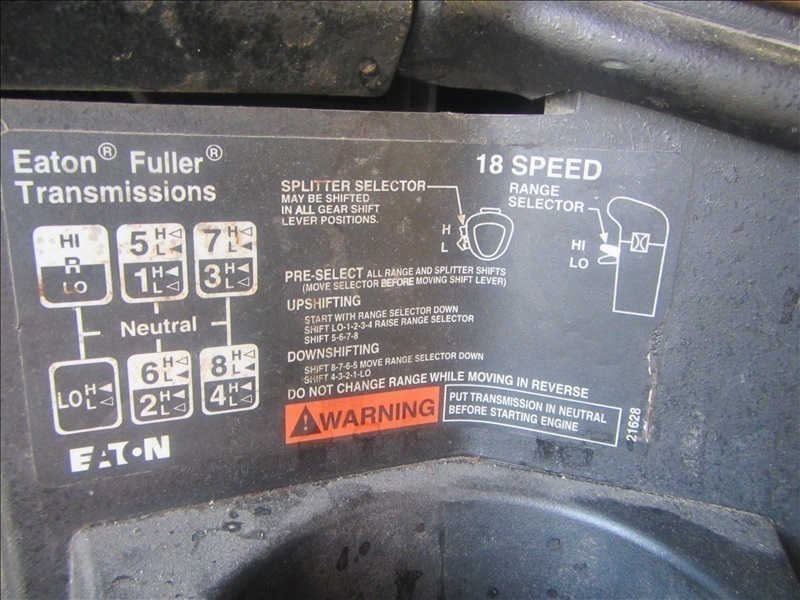 Eaton® Fuller®
Transmissions
18 SPEED
SPLITTER SELECTOR
MAY BE SHIFTED
IN ALL GEAR SHIFT
LEVER POSITIONS.
H
L
RANGE
SELECTOR
HI
LO
HI
R
LO
5 H L
1 H L
7 H L
3 H L
Neutral
LO H L
6 H L
2 H L
8 H L
4 H L
PRE-SELECT ALL RANGE AND SPLITTER SHIFTS
(MOVE SELECTOR BEFORE MOVING SHIFT LEVER)
UPSHIFTING
START WITH RANGE SELECTOR DOWN
SHIFT LO-1-2-3-4 RAISE RANGE SELECTOR
SHIFT 5-6-7-8
DOWNSHIFTING
SHIFT 8-7-6-5 MOVE RANGE SELECTOR DOWN
SHIFT 4-3-2-1-LO
DO NOT CHANGE RANGE WHILE MOVING IN REVERSE
WARNING
PUT TRANSMISSION IN NEUTRAL
BEFORE STARTING ENGINE
21628
EATON